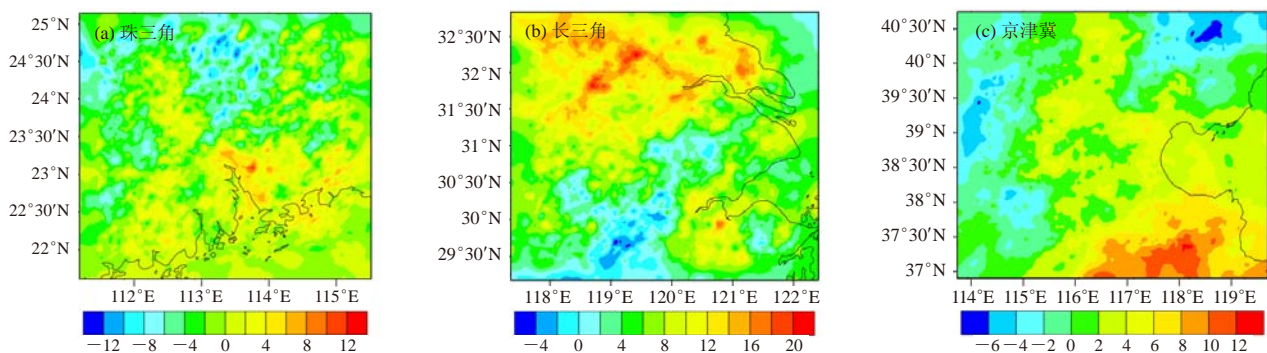 (a) 珠三角
25°N
24°30′N
24°N
23°30′N
23°N
22°30′N
22°N
112°E 113°E 114°E 115°E
−12 −8 −4 0 4 8 12
(b) 长三角
32°30′N
32°N
31°30′N
31°N
30°30′N
30°N
29°30′N
118°E 119°E 120°E 121°E 122°E
−4 0 4 8 12 16 20
(c) 京津冀
40°30′N
40°N
39°30′N
39°N
38°30′N
38°N
37°30′N
37°N
114°E 115°E 116°E 117°E 118°E 119°E
−6 −4 −2 0 2 4 6 8 10 12